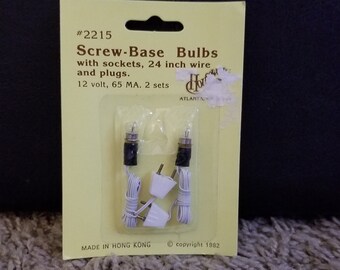 #2215
Screw-Base Bulbs
with sockets, 24 inch wire
and plugs.
12 volt, 65 MA. 2 sets
MADE IN HONG KONG
© copyright 1982